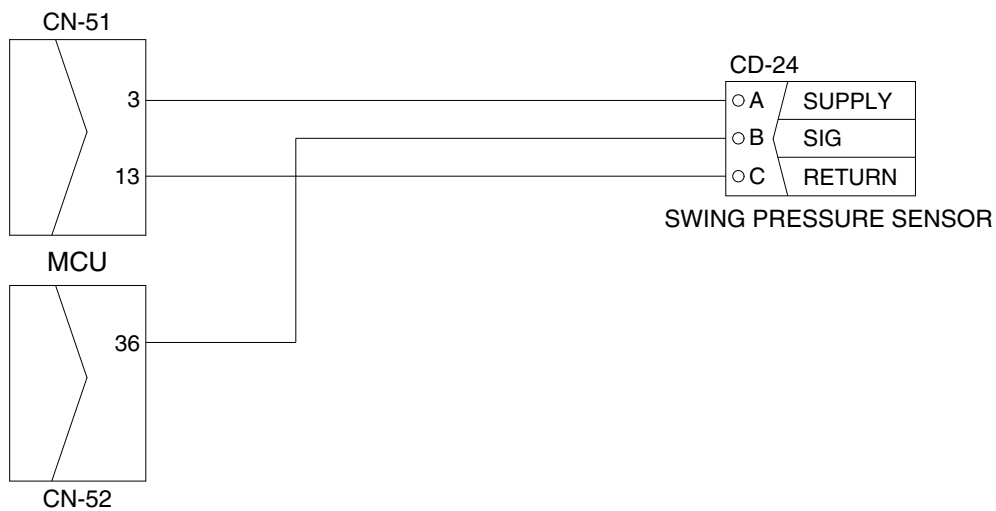 CN-51
3
13
MCU
36
CN-52
CD-24
A SUPPLY
B SIG
C RETURN
SWING PRESSURE SENSOR